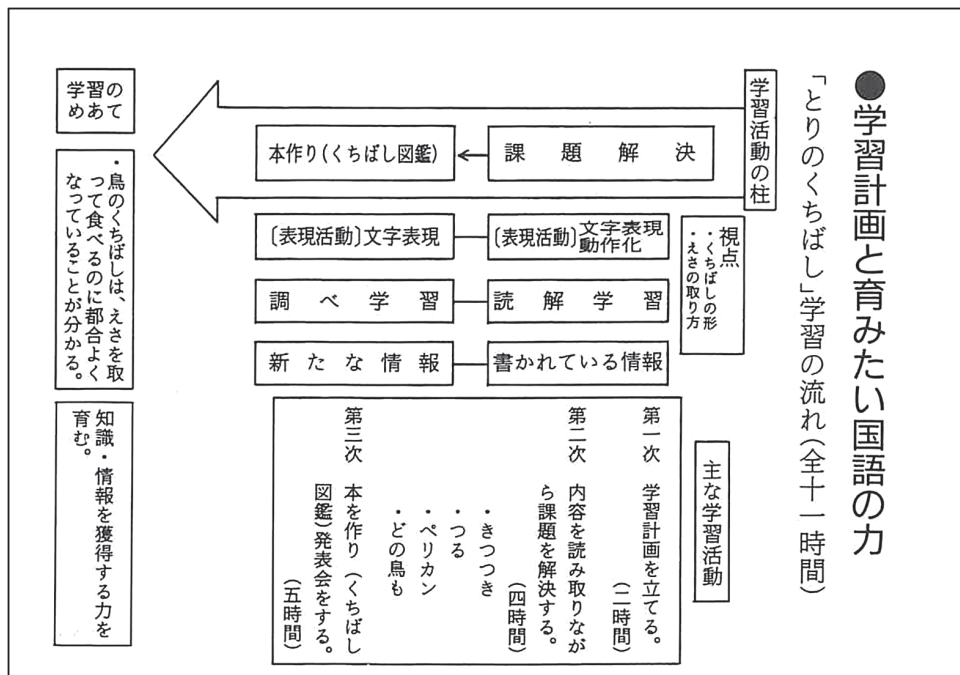 ●学習計画と育みたい国語の力
「とりのくちばし」学習の流れ(全十一時間)
学習活動の柱
課題解決
本作り(くちばし図鑑)
視点
・くちばしの形
・えさの取り方
〔表現活動〕文字表現
動作化
〔表現活動〕文字表現
読解学習
調べ学習
書かれている情報
新たな情報
主な学習活動
第一次 学習計画を立てる。
(二時間)
第二次 内容を読み取りなが
ら課題を解決する。
(四時間)
・きつつき
・つる
・ペリカン
・どの鳥も
第三次 本を作り(くちばし
図鑑)発表会をする。
(五時間)
学習の
めあて
・鳥のくちばしは、えさを取
って食べるのに都合よく
なっていることが分かる。
知識・情報を獲得する力を
育む。